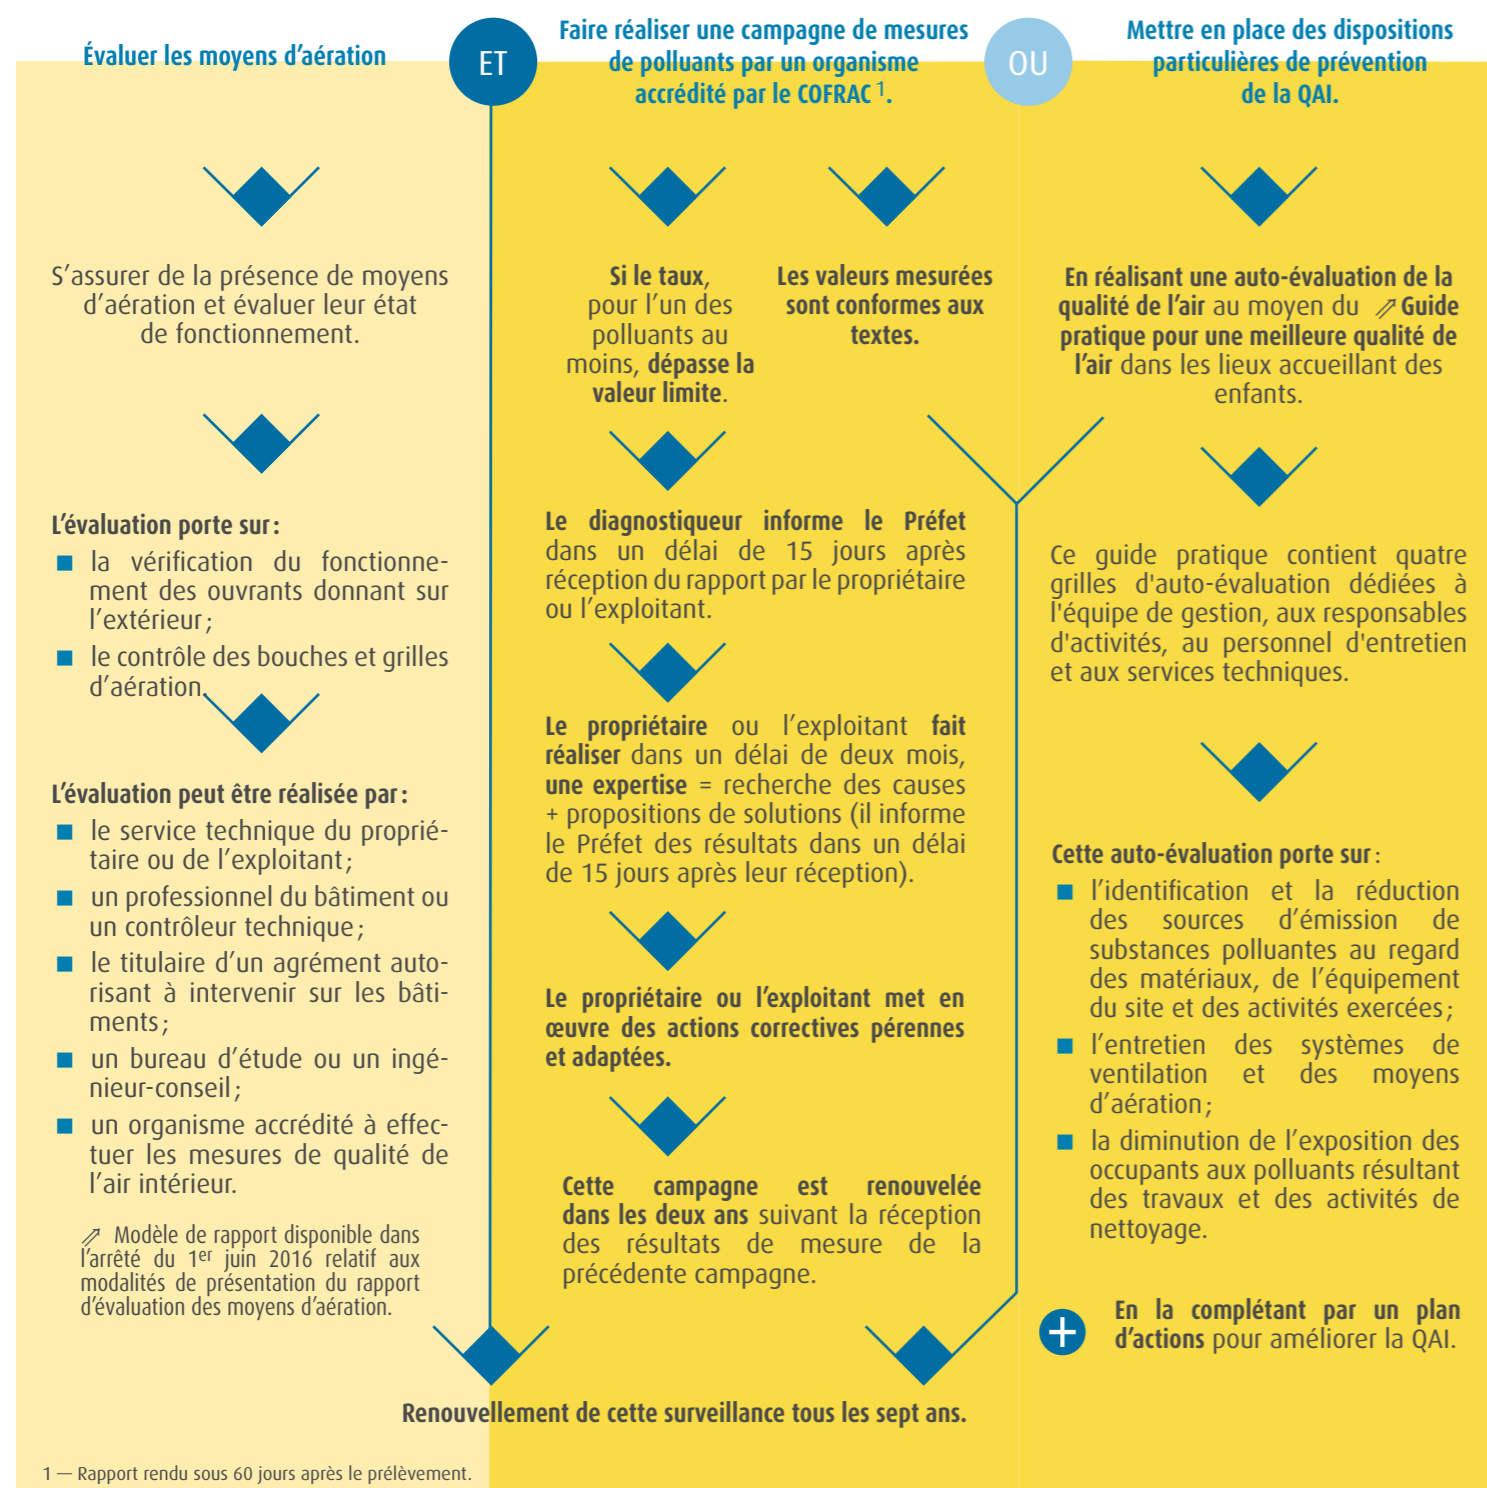 Évaluer les moyens d’aération
ET
Faire réaliser une campagne de mesures
de polluants par un organisme
accrédité par le COFRAC 1.
OU
Mettre en place des dispositions
particulières de prévention
de la QAI.
S’assurer de la présence de moyens
d’aération et évaluer leur état
de fonctionnement.
L’évaluation porte sur :
la vérification du fonctionne-
ment des ouvrants donnant sur
l’extérieur ;
le contrôle des bouches et grilles
d’aération.
L’évaluation peut être réalisée par :
le service technique du proprié-
taire ou de l’exploitant ;
un professionnel du bâtiment ou
un contrôleur technique ;
le titulaire d’un agrément auto-
risant à intervenir sur les bâti-
ments ;
un bureau d’étude ou un ingé-
nieur-conseil ;
un organisme accrédité à effec-
tuer les mesures de qualité de
l’air intérieur.
⇗ Modèle de rapport disponible dans
l’arrêté du 1er juin 2016 relatif aux
modalités de présentation du rapport
d’évaluation des moyens d’aération.
Si le taux,
pour l’un des
polluants au
moins, dépasse la
valeur limite.
Les valeurs mesurées
sont conformes aux
textes.
Le diagnostiqueur informe le Préfet
dans un délai de 15 jours après
réception du rapport par le propriétaire
ou l’exploitant.
Le propriétaire ou l’exploitant fait
réaliser dans un délai de deux mois,
une expertise = recherche des causes
+ propositions de solutions (il informe
le Préfet des résultats dans un délai
de 15 jours après leur réception).
Le propriétaire ou l’exploitant met en
œuvre des actions correctives pérennes
et adaptées.
Cette campagne est renouvelée
dans les deux ans suivant la réception
des résultats de mesure de la
précédente campagne.
En réalisant une auto-évaluation de la
qualité de l’air au moyen du ⇗ Guide
pratique pour une meilleure qualité de
l’air dans les lieux accueillant des
enfants.
Ce guide pratique contient quatre
grilles d'auto-évaluation dédiées à
l'équipe de gestion, aux responsables
d'activités, au personnel d'entretien
et aux services techniques.
Cette auto-évaluation porte sur :
l’identification et la réduction
des sources d’émission de
substances polluantes au regard
des matériaux, de l’équipement
du site et des activités exercées ;
l’entretien des systèmes de
ventilation et des moyens
d’aération ;
la diminution de l’exposition des
occupants aux polluants résultant
des travaux et des activités de
nettoyage.
+
En la complétant par un plan
d’actions pour améliorer la QAI.
Renouvellement de cette surveillance tous les sept ans.
1 — Rapport rendu sous 60 jours après le prélèvement.